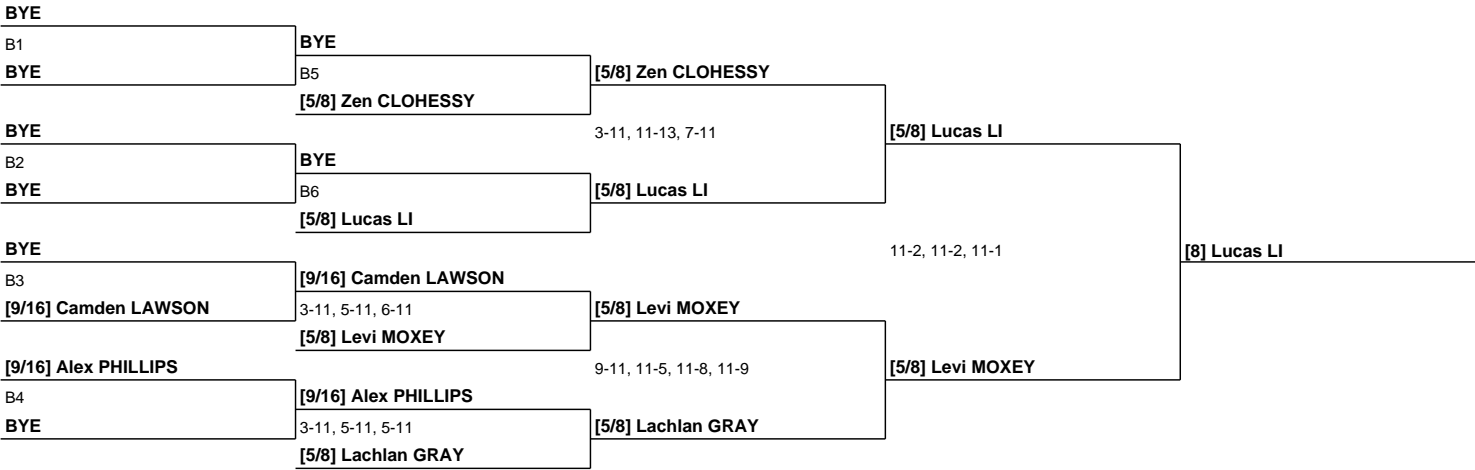 BYE
B1
BYE
BYE
B5
[5/8] Zen CLOHESSY
[5/8] Zen CLOHESSY
BYE
B2
BYE
BYE
B6
[5/8] Lucas LI
3-11, 11-13, 7-11
[5/8] Lucas LI
[5/8] Lucas LI
BYE
B3
[9/16] Camden LAWSON
[9/16] Camden LAWSON
3-11, 5-11, 6-11
[5/8] Levi MOXEY
[5/8] Levi MOXEY
[9/16] Alex PHILLIPS
B4
BYE
[9/16] Alex PHILLIPS
3-11, 5-11, 5-11
[5/8] Lachlan GRAY
9-11, 11-5, 11-8, 11-9
[5/8] Lachlan GRAY
[5/8] Levi MOXEY
11-2, 11-2, 11-1
[8] Lucas LI